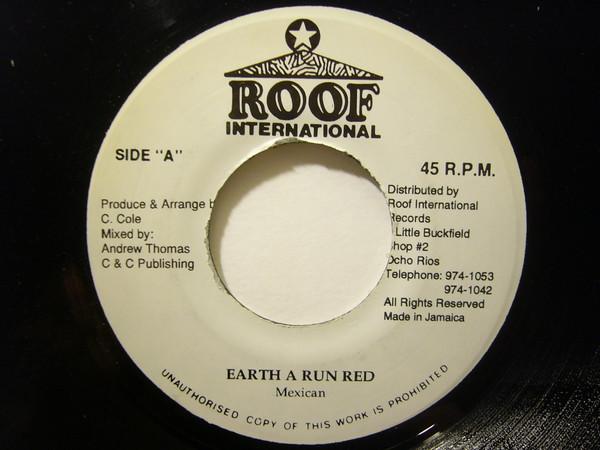 ROOF
INTERNATIONAL
SIDE "A"
45 R.P.M.
Produce & Arrange
C. Cole
Mixed by:
Andrew Thomas
C & C Publishing
Distributed by
Roof International
Records
Little Buckfield
Shop #2
Ocho Rios
Telephone: 974-1053
974-1042
All Rights Reserved
Made in Jamaica
EARTH A RUN RED
Mexican
UNAUTHORISED COPY OF THIS WORK IS PROHIBITED